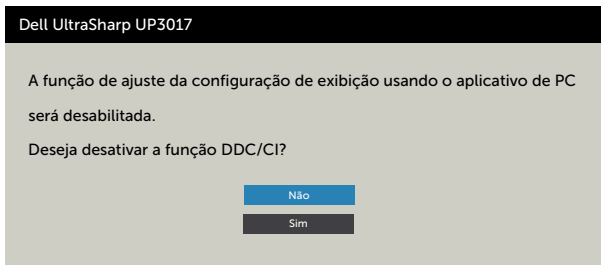 Dell UltraSharp UP3017
A função de ajuste da configuração de exibição usando o aplicativo de PC
será desabilitada.
Deseja desativar a função DDC/CI?
Não
Sim